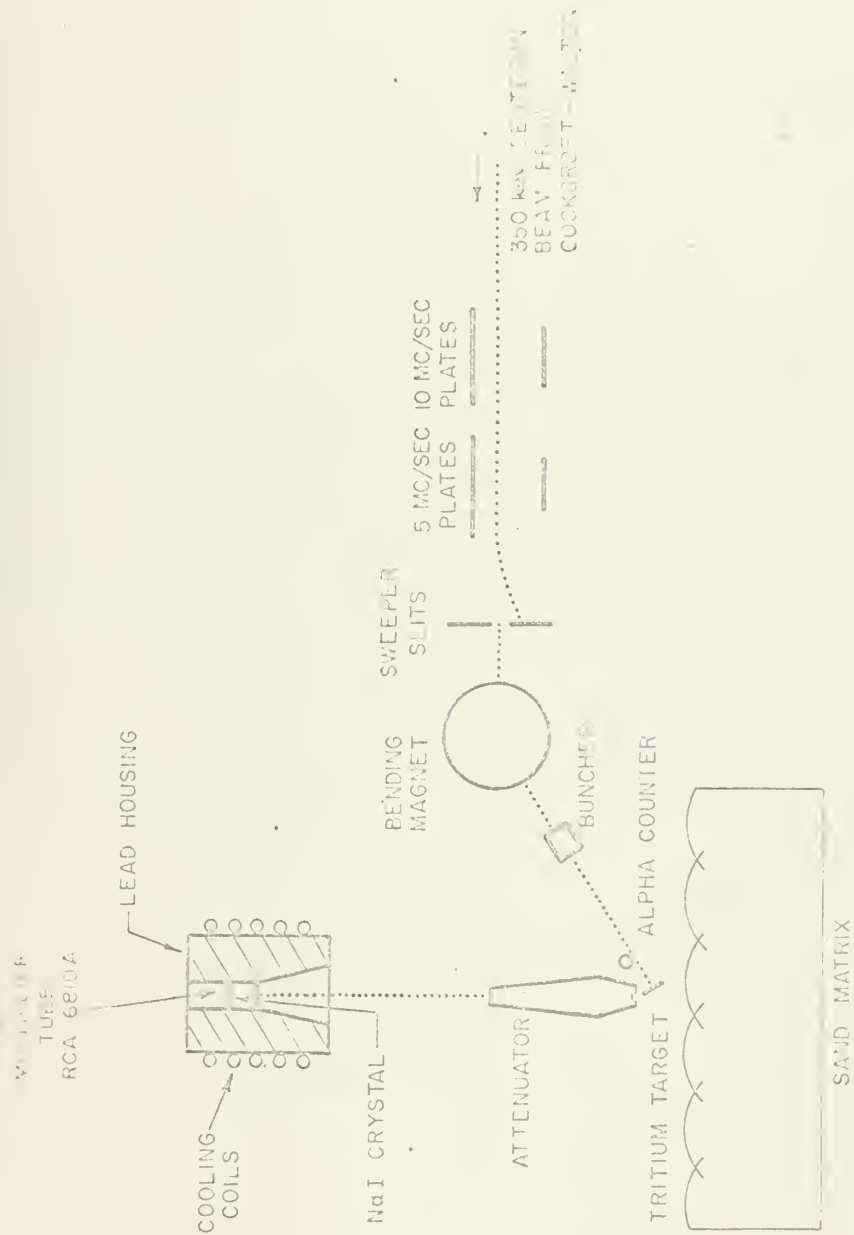 TUBE
RCA 6810A
LEAD HOUSING
COOLING
COILS
NaI CRYSTAL
ATTENUATOR
TRITIUM TARGET
SAND MATRIX
ALPHA COUNTER
BUNCHER
BENDING
MAGNET
SWEEPER
SLITS
5 MC/SEC
PLATES
10 MC/SEC
PLATES
BEAM